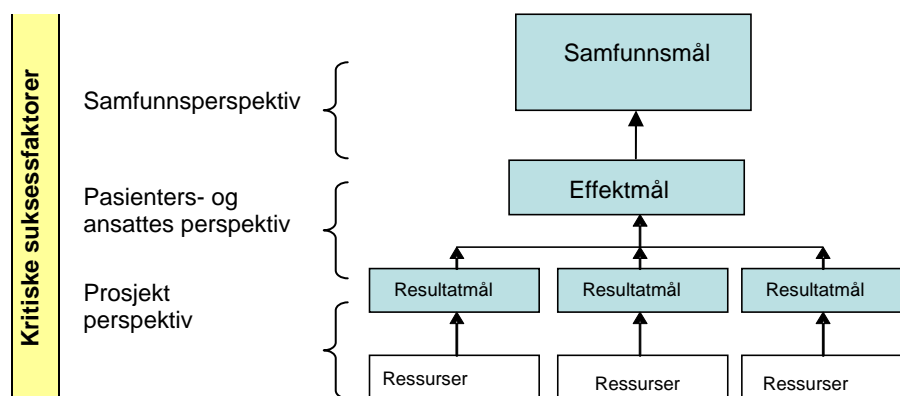 Kritiske suksessfaktorer
Samfunnsmål
Samfunnsperspektiv
Effektmål
Pasienters- og
ansattes perspektiv
Resultatmål Resultatmål Resultatmål
Prosjekt
perspektiv
Ressurser Ressurser Ressurser